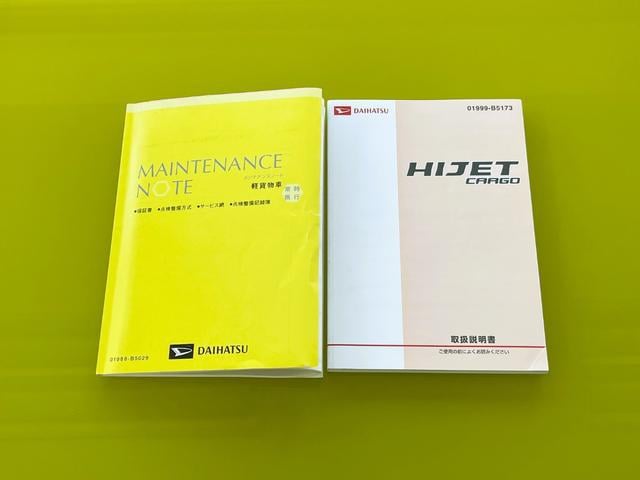 MAINTENANCE
NOTE
メンテナンスノート
軽貨物車
常時
携行
●保証書 ●点検整備方式 ●サービス網 ●点検整備記録簿
DAIHATSU
01988-B5029
DAIHATSU
01999-B5173
HIJET
CARGO
取扱説明書
ご使用の前によくお読みください